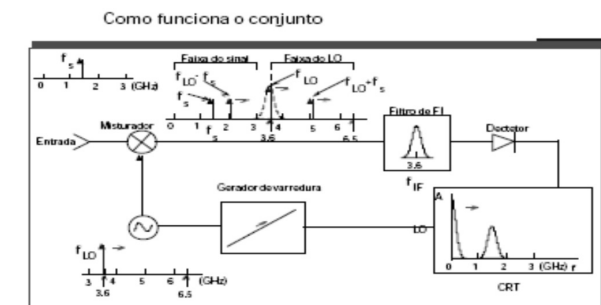 Como funciona o conjunto
f s
0 1 2 3 (GHz)
Faixa do sinal Faixa do LO
f LO - f s
f s
f LO
f LO + f s
0 1 f s 2 3.6 4 5 6 6.5
Misturador
Entrada
Filtro de FI
3.6
f IF
Dectetor
Gerador de varredura
LO
A
0 1 2 3 (GHz) f
CRT
f LO
3 4 5 6 (GHz)
3.6 6.5